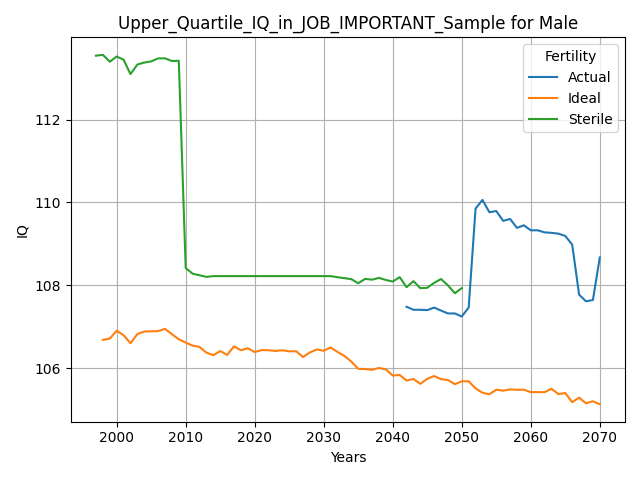 Upper_Quartile_IQ_in_JOB_IMPORTANT_Sample for Male
Fertility
Actual
Ideal
Sterile
IQ
112
110
108
106
2000
2010
2020
2030
2040
2050
2060
2070
Years